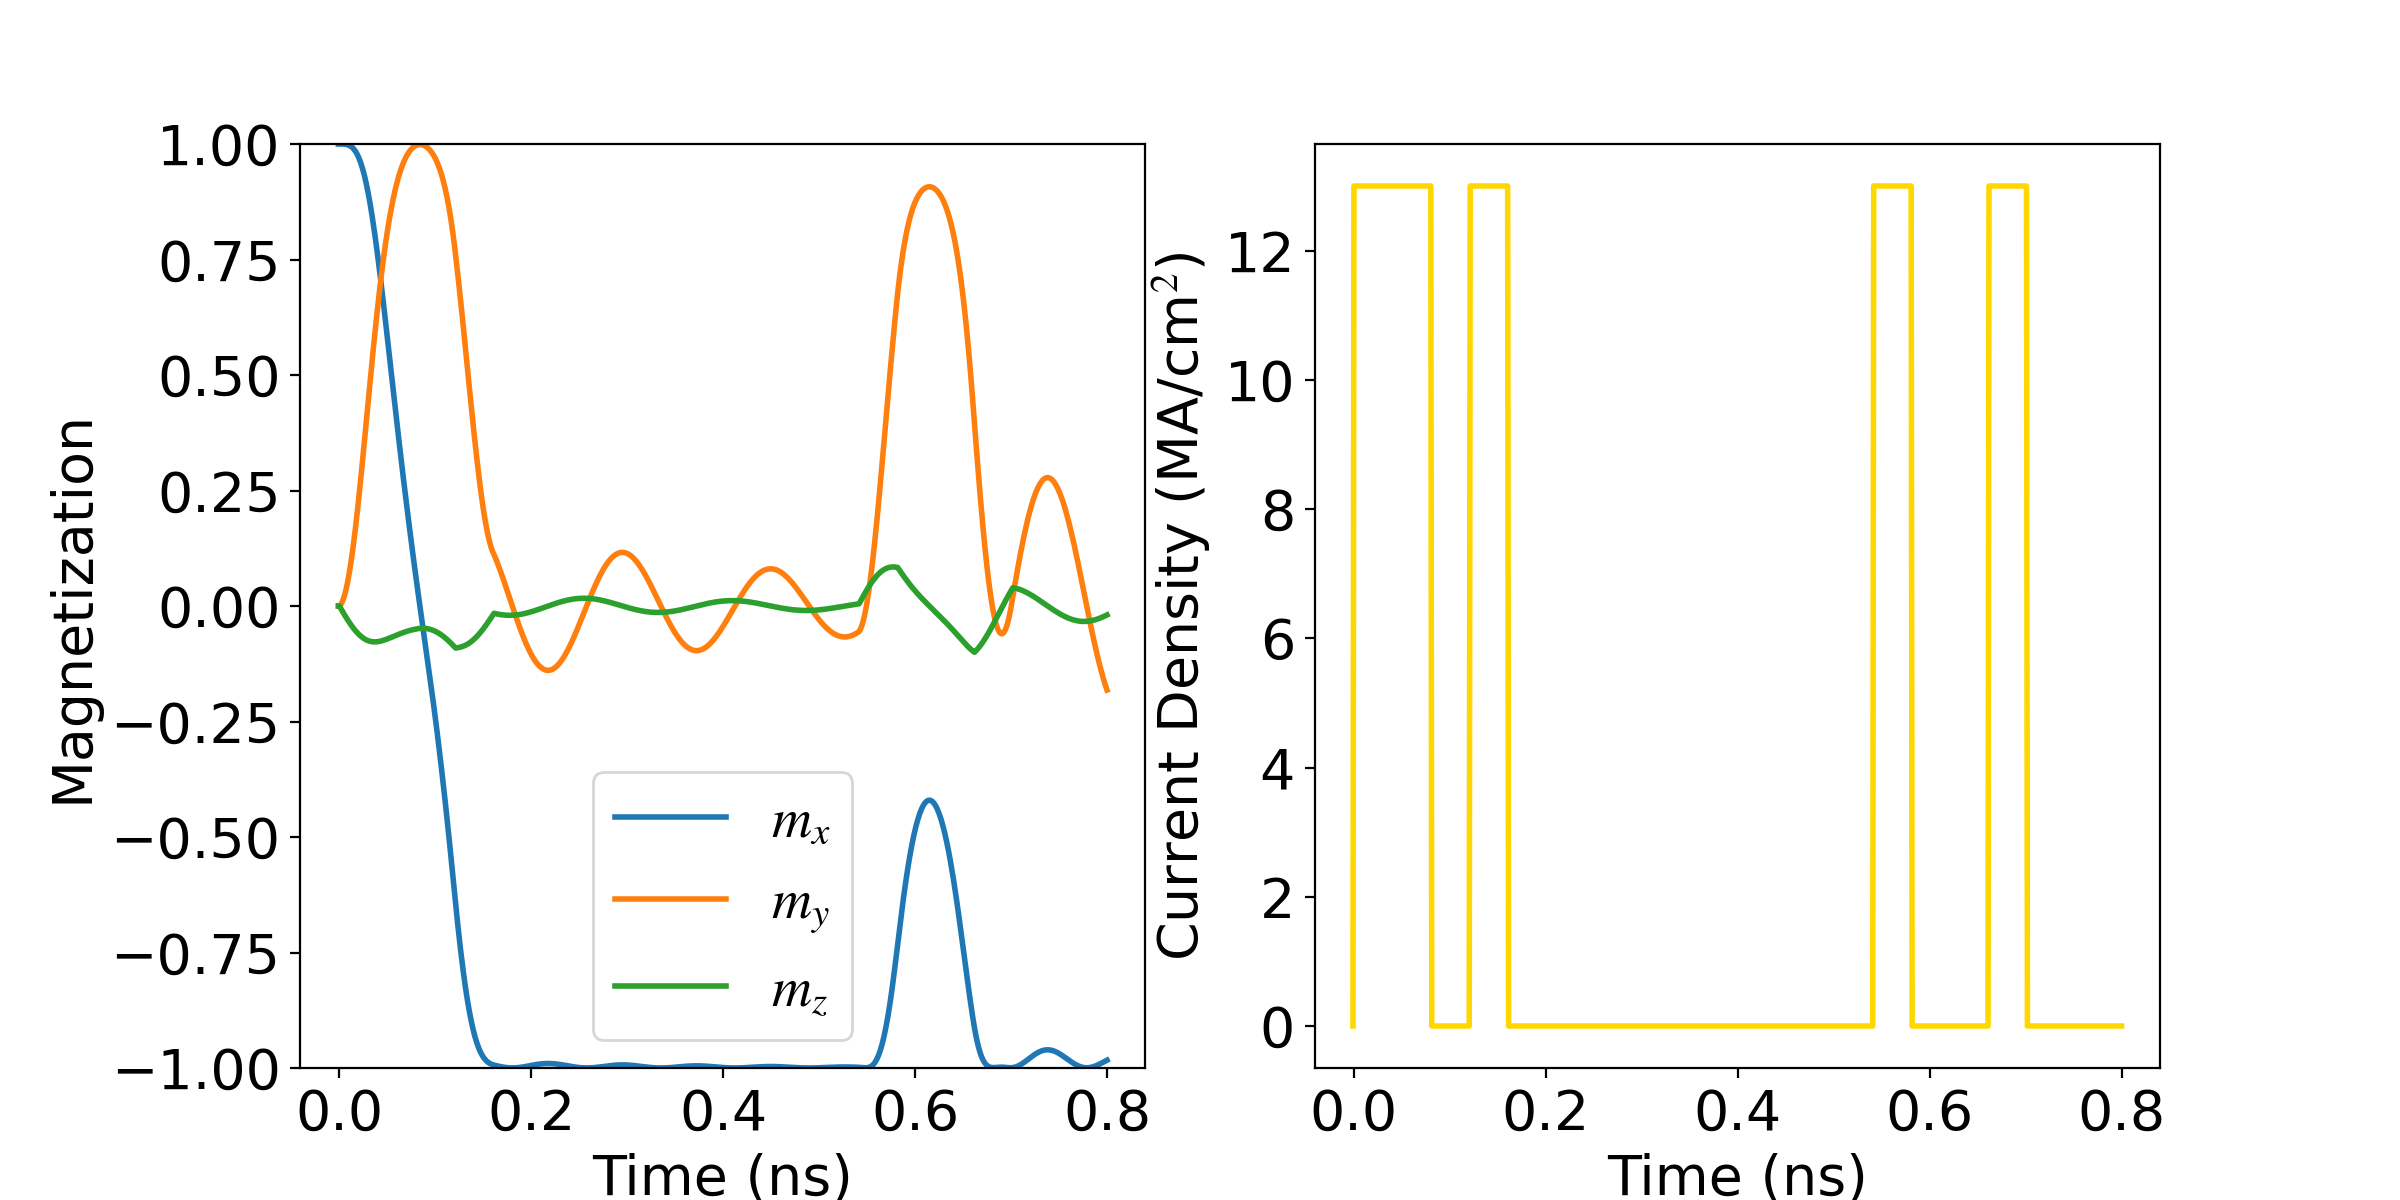 Magnetization
1.00
0.75
0.50
0.25
0.00
−0.25
−0.50
−0.75
−1.00
0.0 0.2 0.4 0.6 0.8
Time (ns)
m_x
m_y
m_z
Current Density (MA/cm²)
12
10
8
6
4
2
0
0.0 0.2 0.4 0.6 0.8
Time (ns)